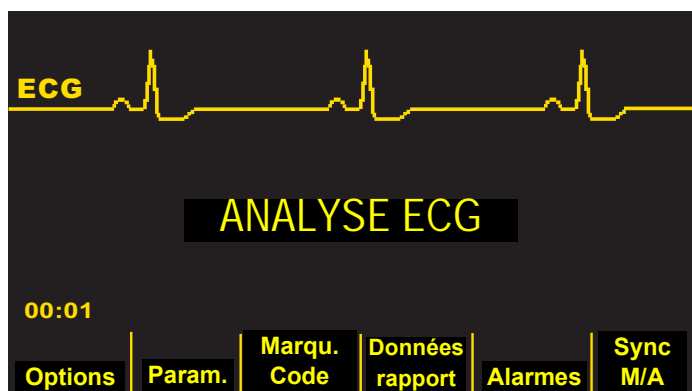 ECG
ANALYSE ECG
00:01
Options
Param.
Marqu.
Code
Données
rapport
Alarmes
Sync
M/A